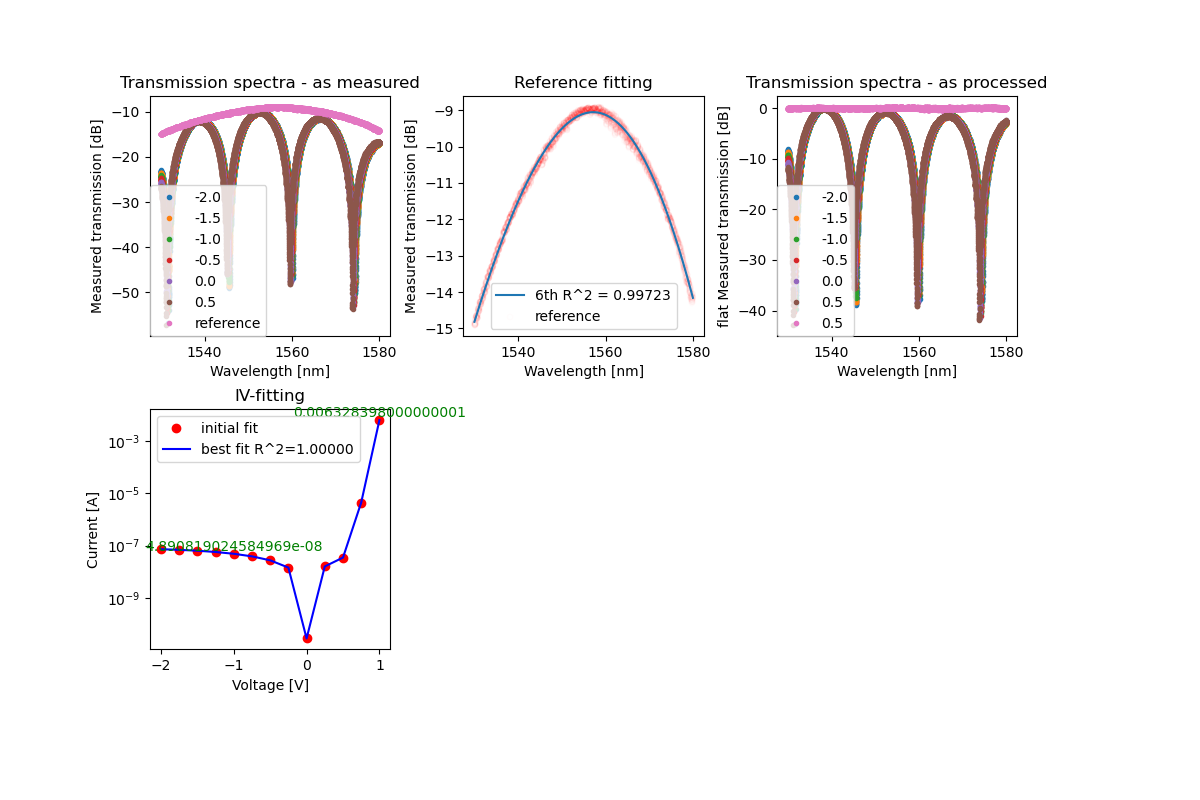 Transmission spectra - as measured
Measured transmission [dB]
−10
−20
−30
−40
−50
-2.0
-1.5
-1.0
-0.5
0.0
0.5
reference
1540 1560 1580
Wavelength [nm]
Reference fitting
Measured transmission [dB]
−9
−10
−11
−12
−13
−14
−15
6th R^2 = 0.99723
reference
1540 1560 1580
Wavelength [nm]
Transmission spectra - as processed
flat Measured transmission [dB]
0
−10
−20
−30
−40
-2.0
-1.5
-1.0
-0.5
0.0
0.5
0.5
1540 1560 1580
Wavelength [nm]
IV-fitting
Current [A]
10⁻³
10⁻⁵
10⁻⁷
10⁻⁹
0.006328398000000001
initial fit
best fit R^2=1.00000
4.890819024584969e-08
−2 −1 0 1
Voltage [V]